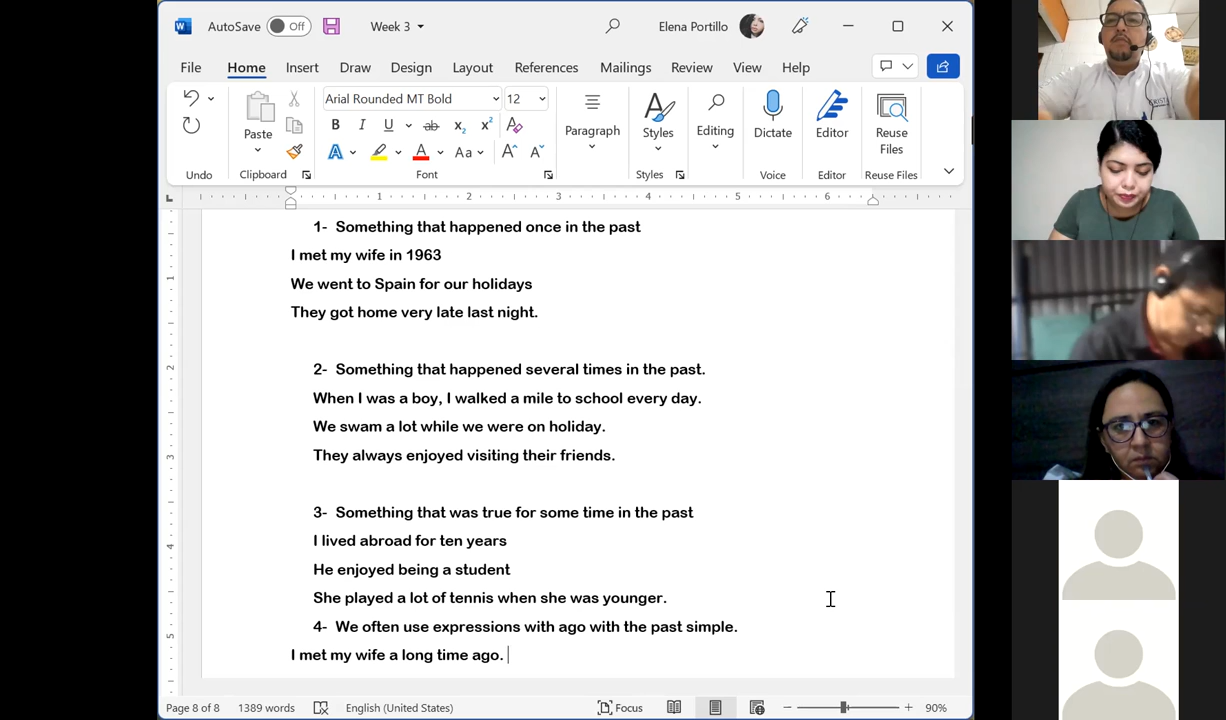 AutoSave
Off
Week 3
Elena Portillo
File
Home
Insert
Draw
Design
Layout
References
Mailings
Review
View
Help
Arial Rounded MT Bold
12
Paste
Paragraph
Styles
Editing
Dictate
Editor
Reuse
Files
Undo
Clipboard
Font
Styles
Voice
Editor
Reuse Files
1 2 3 4 5 6
1- Something that happened once in the past
I met my wife in 1963
We went to Spain for our holidays
They got home very late last night.
2- Something that happened several times in the past.
When I was a boy, I walked a mile to school every day.
We swam a lot while we were on holiday.
They always enjoyed visiting their friends.
3- Something that was true for some time in the past
I lived abroad for ten years
He enjoyed being a student
She played a lot of tennis when she was younger.
4- We often use expressions with ago with the past simple.
I met my wife a long time ago.
Page 8 of 8
1389 words
English (United States)
Focus
90%